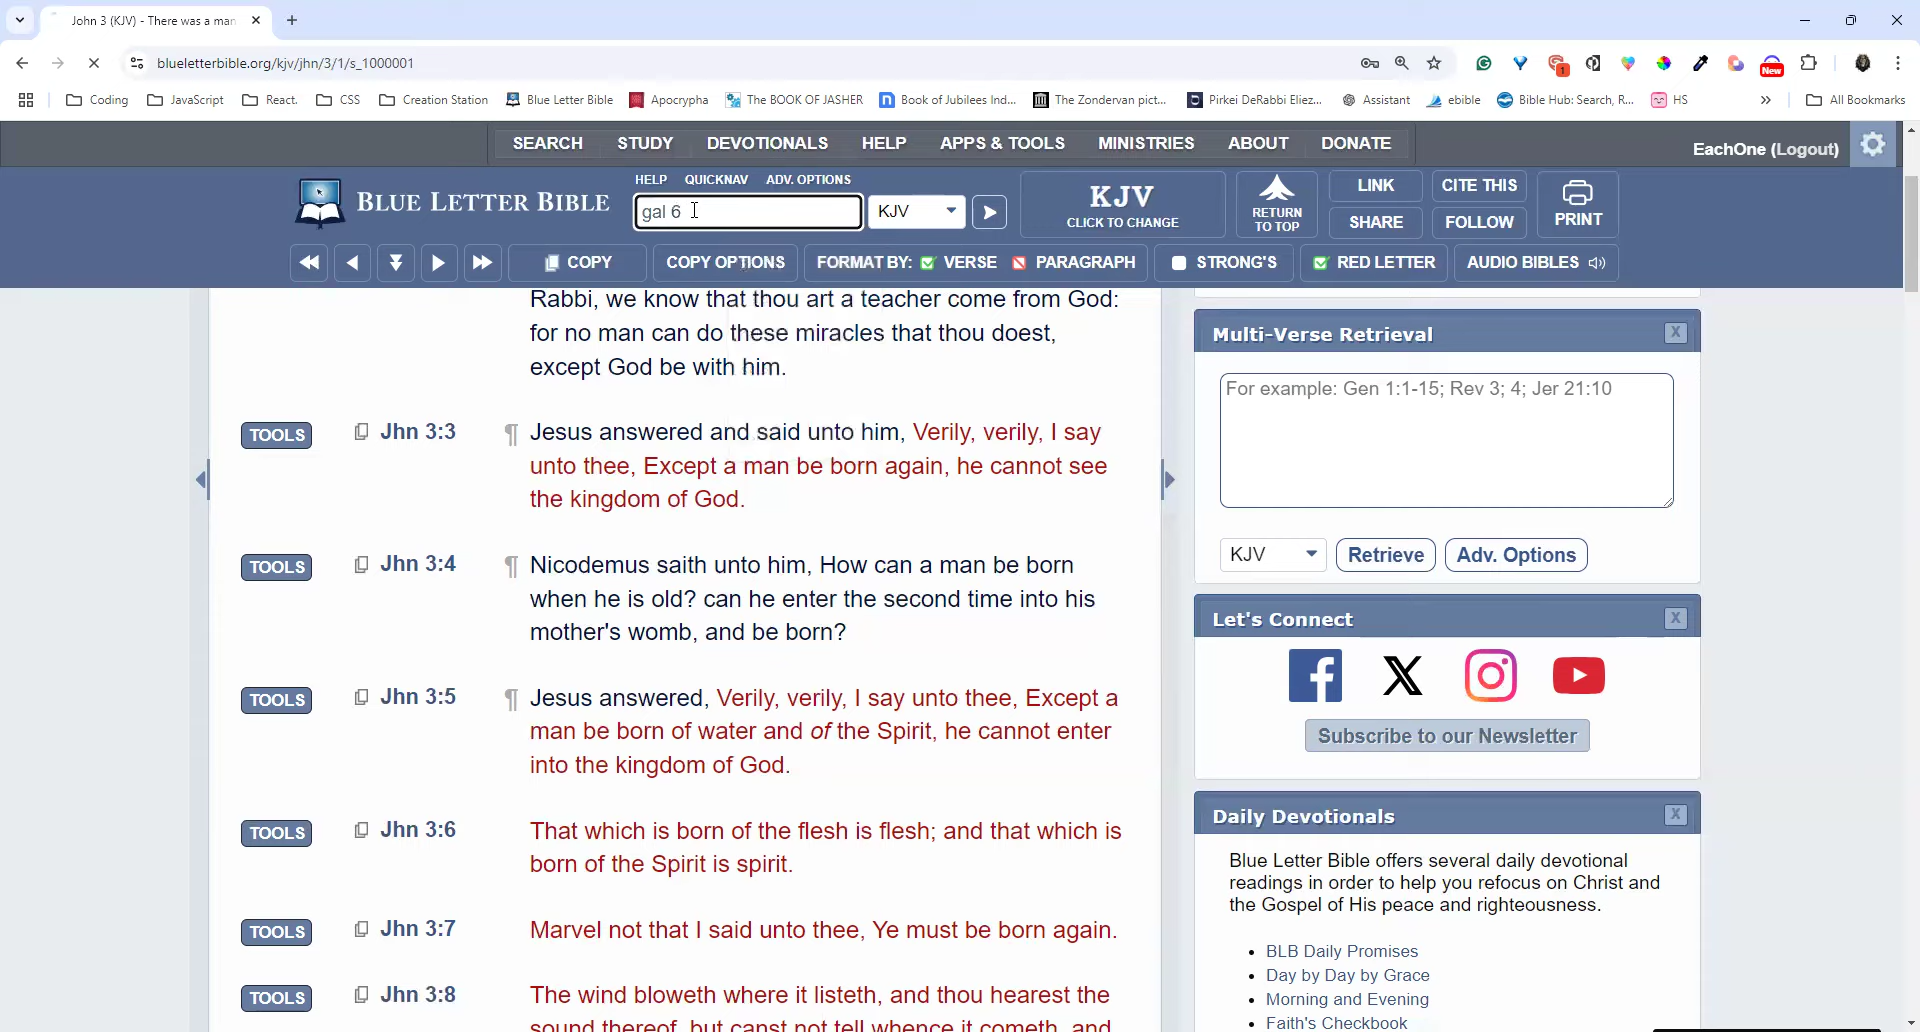 John 3 (KJV) - There was a man
blueletterbible.org/kjv/jhn/3/1/s_1000001
1
New
Coding
JavaScript
React.
CSS
Creation Station
Blue Letter Bible
Apocrypha
The BOOK OF JASHER
Book of Jubilees Ind...
The Zondervan pict...
Pirkei DeRabbi Eliez...
Assistant
ebible
Bible Hub: Search, R...
HS
»
All Bookmarks
SEARCH STUDY DEVOTIONALS HELP APPS & TOOLS MINISTRIES ABOUT DONATE
EachOne (Logout)
BLUE LETTER BIBLE
HELP QUICKNAV ADV. OPTIONS
gal 6
KJV
KJV
CLICK TO CHANGE
RETURN
TO TOP
LINK
CITE THIS
SHARE
FOLLOW
PRINT
COPY
COPY OPTIONS
FORMAT BY: VERSE PARAGRAPH
STRONG'S
RED LETTER
AUDIO BIBLES
Rabbi, we know that thou art a teacher come from God:
for no man can do these miracles that thou doest,
except God be with him.
TOOLS Jhn 3:3 ¶ Jesus answered and said unto him, Verily, verily, I say
unto thee, Except a man be born again, he cannot see
the kingdom of God.
TOOLS Jhn 3:4 ¶ Nicodemus saith unto him, How can a man be born
when he is old? can he enter the second time into his
mother's womb, and be born?
TOOLS Jhn 3:5 ¶ Jesus answered, Verily, verily, I say unto thee, Except a
man be born of water and of the Spirit, he cannot enter
into the kingdom of God.
TOOLS Jhn 3:6 That which is born of the flesh is flesh; and that which is
born of the Spirit is spirit.
TOOLS Jhn 3:7 Marvel not that I said unto thee, Ye must be born again.
TOOLS Jhn 3:8 The wind bloweth where it listeth, and thou hearest the
sound thereof, but canst not tell whence it cometh, and
Multi-Verse Retrieval X
For example: Gen 1:1-15; Rev 3; 4; Jer 21:10
KJV Retrieve Adv. Options
Let's Connect X
Subscribe to our Newsletter
Daily Devotionals X
Blue Letter Bible offers several daily devotional
readings in order to help you refocus on Christ and
the Gospel of His peace and righteousness.
• BLB Daily Promises
• Day by Day by Grace
• Morning and Evening
• Faith's Checkbook